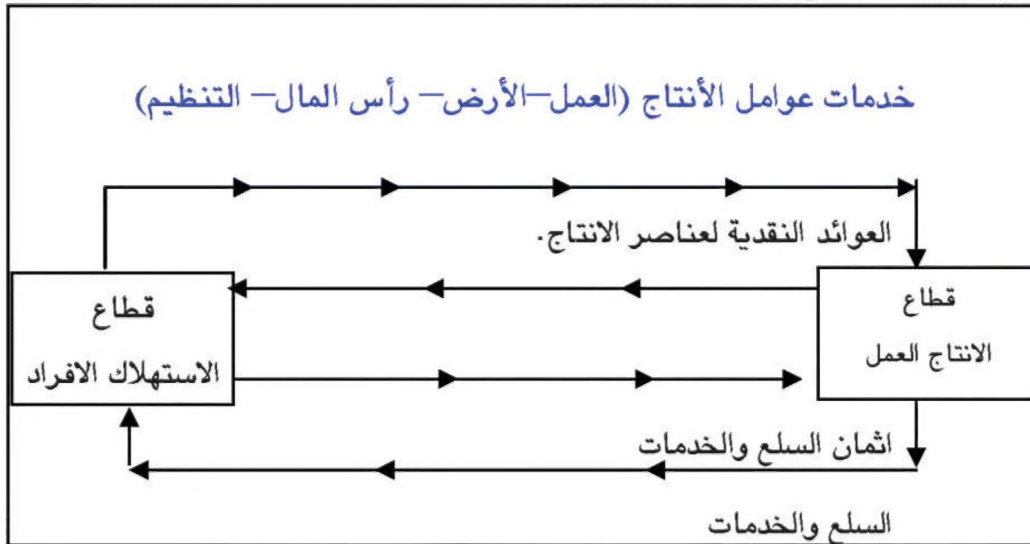 خدمات عوامل الأنتاج (العمل– الأرض– رأس المال– التنظيم)
العوائد النقدية لعناصر الانتاج.
قطاع
الانتاج العمل
قطاع
الاستهلاك الافراد
اثمان السلع والخدمات
السلع والخدمات